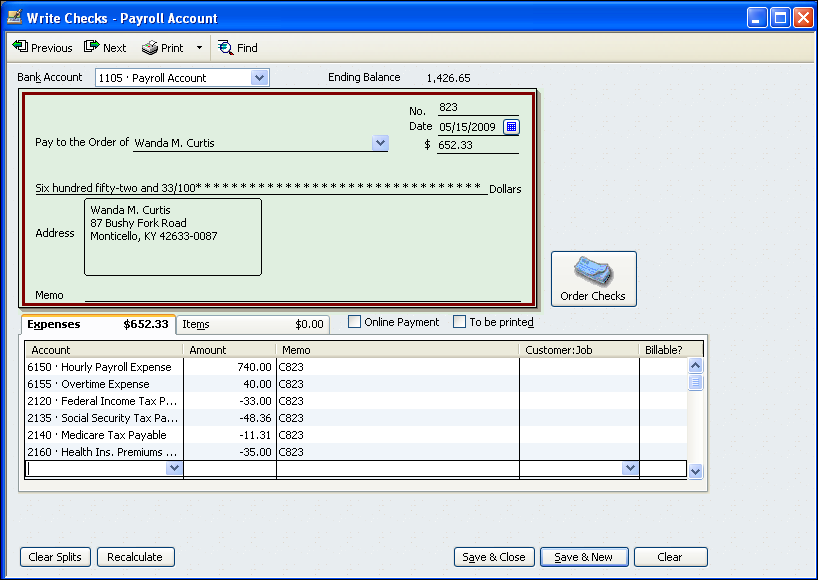 Write Checks - Payroll Account
Previous Next Print Find
Bank Account 1105 · Payroll Account Ending Balance 1,426.65
No. 823
Date 05/15/2009
Pay to the Order of Wanda M. Curtis $ 652.33
Six hundred fifty-two and 33/100* * * * * * * * * * * * * * * * * * * * * * * * * * * * * * * * Dollars
Wanda M. Curtis
87 Bushy Fork Road
Address
Monticello, KY 42633-0087
Memo
Order Checks
Expenses $652.33 Items $0.00 Online Payment To be printed
Account Amount Memo Customer:Job Billable?
6150 · Hourly Payroll Expense 740.00 C823
6155 · Overtime Expense 40.00 C823
2120 · Federal Income Tax P... -33.00 C823
2135 · Social Security Tax Pa... -48.36 C823
2140 · Medicare Tax Payable -11.31 C823
2160 · Health Ins. Premiums ... -35.00 C823
Clear Splits Recalculate Save & Close Save & New Clear